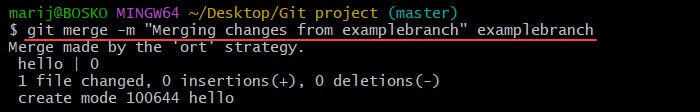 marij@BOSKO MINGW64 ~/Desktop/Git project (master)
$ git merge -m "Merging changes from examplebranch" examplebranch
Merge made by the 'ort' strategy.
 hello | 0
 1 file changed, 0 insertions(+), 0 deletions(-)
 create mode 100644 hello